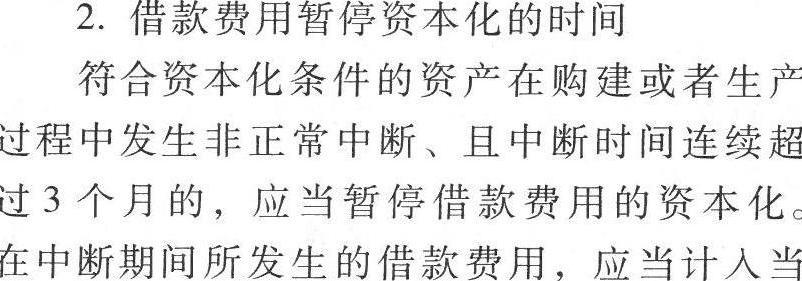 2. 借款费用暂停资本化的时间
符合资本化条件的资产在购建或者生产
过程中发生非正常中断、且中断时间连续超
过 3 个月的，应当暂停借款费用的资本化。
在中断期间所发生的借款费用，应当计入当